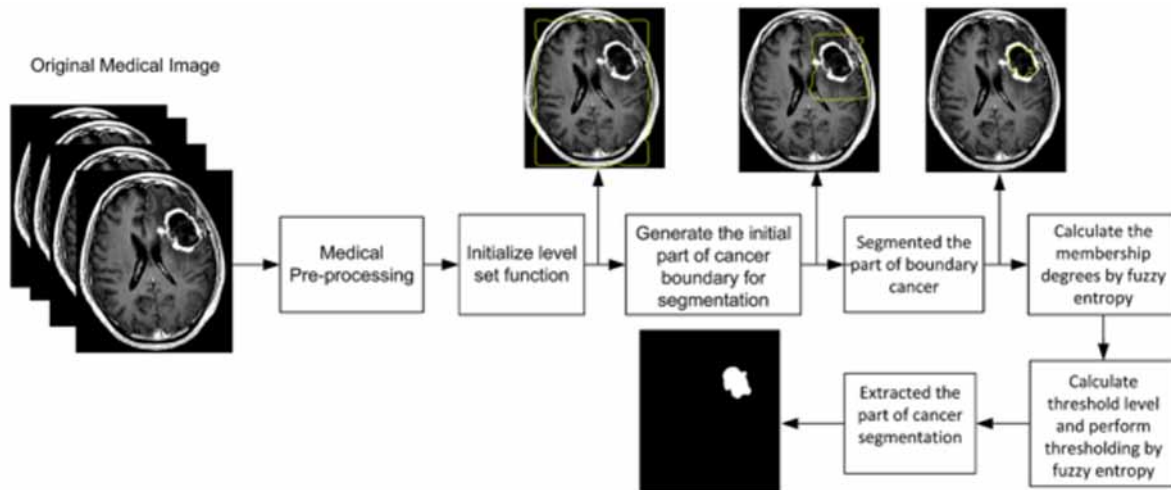 Original Medical Image
Medical
Pre-processing
Initialize level
set function
Generate the initial
part of cancer
boundary for
segmentation
Segmented the
part of boundary
cancer
Calculate the
membership
degrees by fuzzy
entropy
Calculate
threshold level
and perform
thresholding by
fuzzy entropy
Extracted the
part of cancer
segmentation